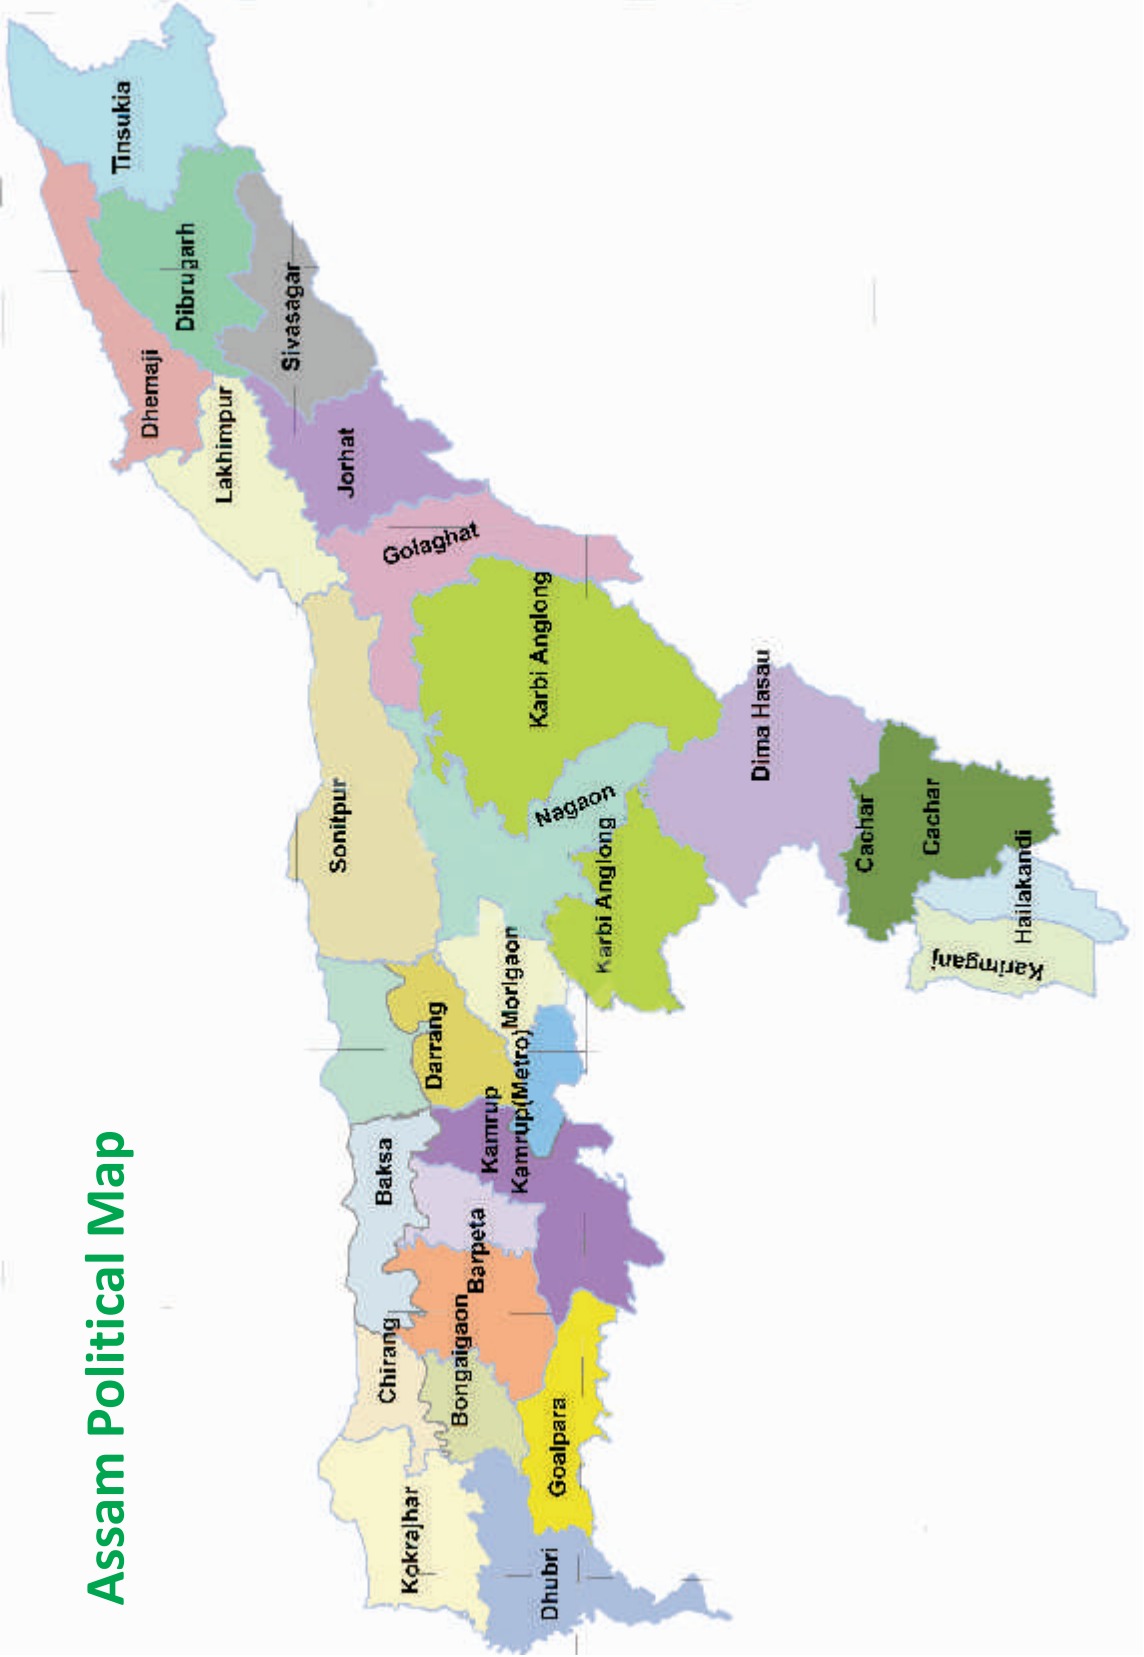 Assam Political Map
Tinsukia
Dibrugarh
Dhemaji
Sivasagar
Lakhimpur
Jorhat
Golaghat
Karbi Anglong
Sonitpur
Nagaon
Karbi Anglong
Dima Hasau
Cachar
Cachar
Hailakandi
Karimganj
Morigaon
Darrang
Kamrup
Kamrup(Metro)
Baksa
Barpeta
Chirang
Bongaigaon
Goalpara
Kokrajhar
Dhubri